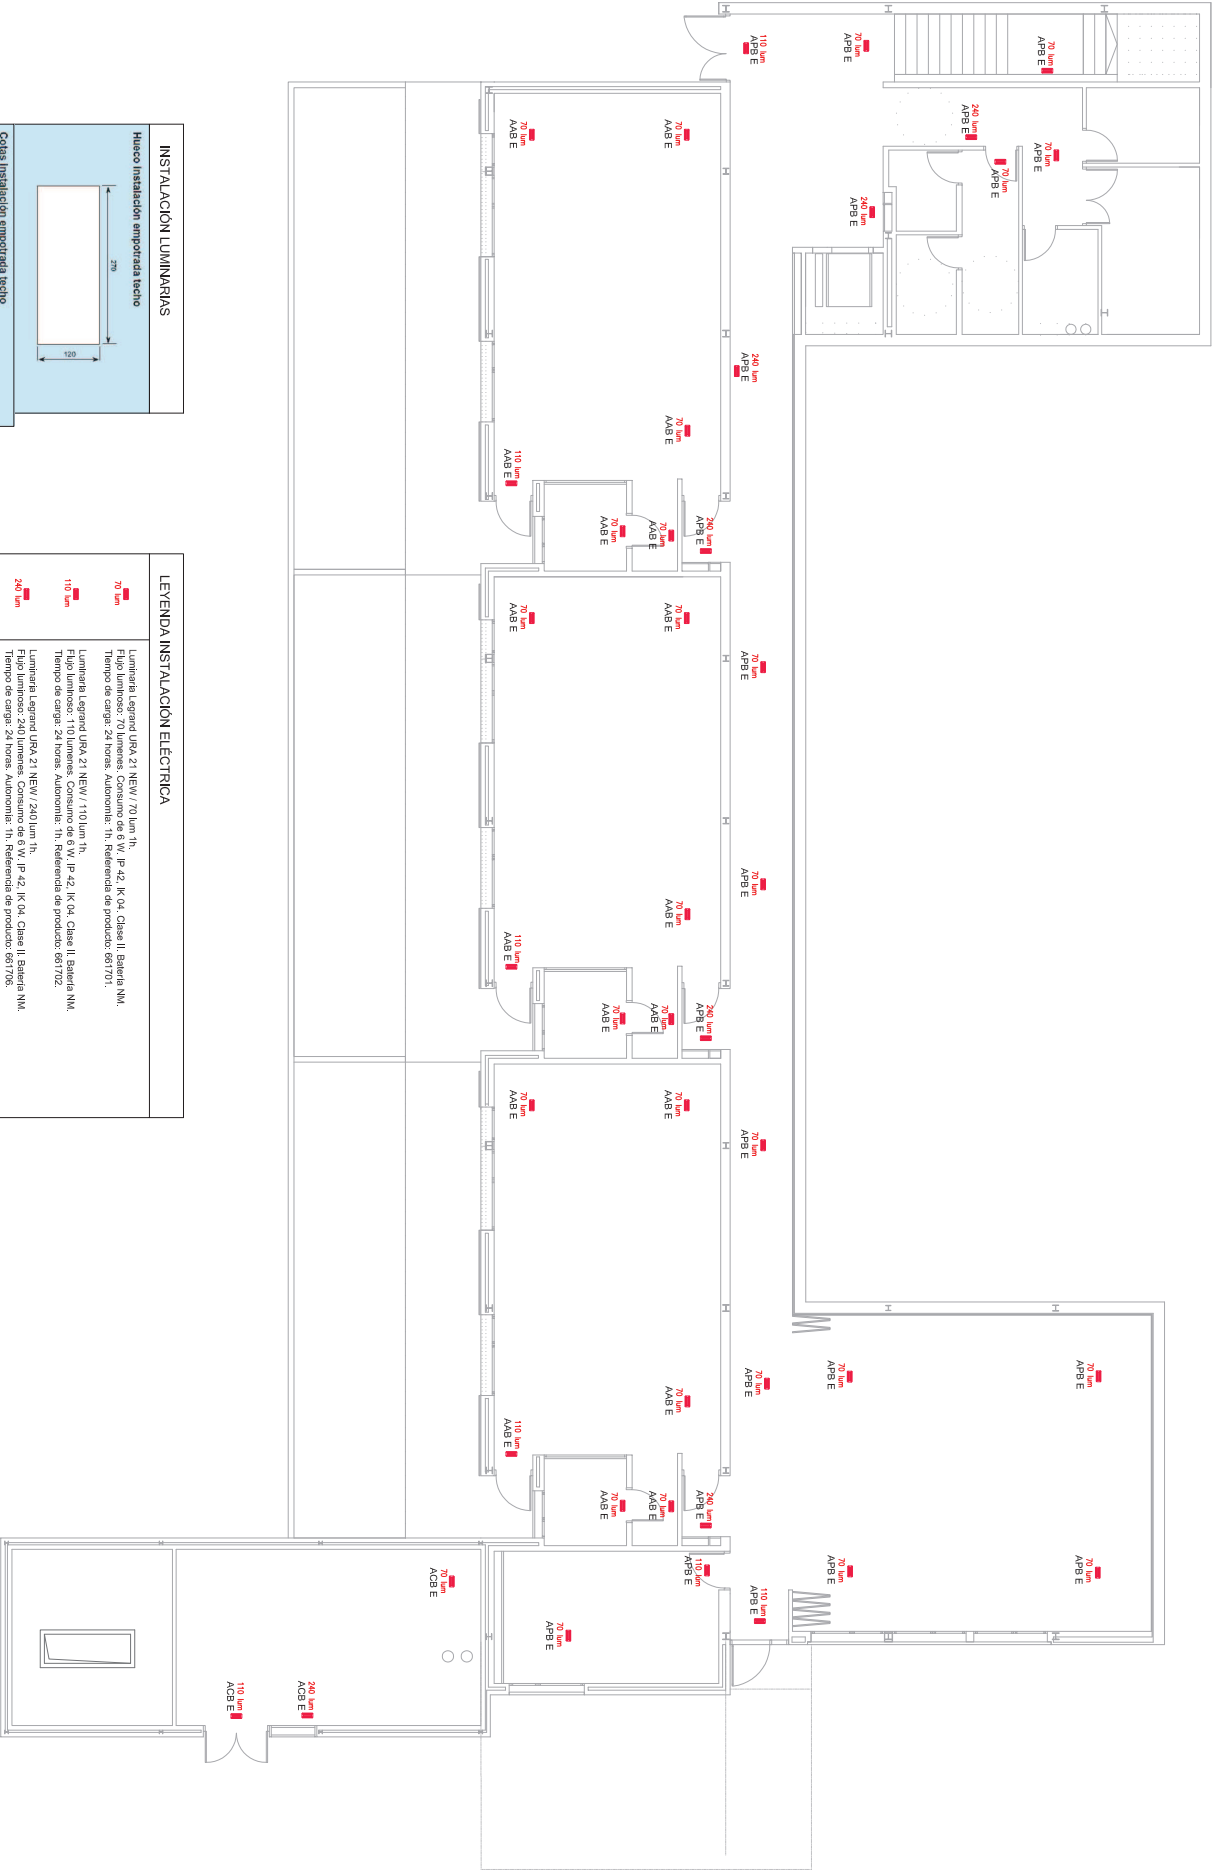 70 lum
APB E
70 lum
APB E
70 lum
APB E
70 lum
APB E
70 lum
APB E
240 lum
APB E
70 lum
APB E
240 lum
APB E
70 lum
APB E
70 lum
APB E
110 lum
APB E
240 lum
APB E
70 lum
APB E
70 lum
APB E
70 lum
APB E
70 lum
APB E
110 lum
APB E
240 lum
APB E
240 lum
APB E
240 lum
APB E
110 lum
APB E
70 lum
AAB E
70 lum
AAB E
70 lum
AAB E
70 lum
AAB E
70 lum
AAB E
70 lum
AAB E
70 lum
AAB E
70 lum
AAB E
70 lum
AAB E
70 lum
AAB E
70 lum
AAB E
70 lum
AAB E
70 lum
APB E
70 lum
AAB E
110 lum
AAB E
70 lum
AAB E
110 lum
AAB E
70 lum
AAB E
110 lum
AAB E
70 lum
ACB E
240 lum
ACB E
110 lum
ACB E
INSTALACIÓN LUMINARIAS
Hueco instalación empotrada techo
270
120
Cotas instalación empotrada techo
LEYENDA INSTALACIÓN ELÉCTRICA
70 lum
Luminaria Legrand URA 21 NEW / 70 lum 1h.
Flujo luminoso: 70 lumenes. Consumo de 6 W. IP 42, IK 04. Clase II. Batería NM.
Tiempo de carga: 24 horas. Autonomía: 1h. Referencia de producto: 661701.
110 lum
Luminaria Legrand URA 21 NEW / 110 lum 1h.
Flujo luminoso: 110 lumenes. Consumo de 6 W. IP 42, IK 04. Clase II. Batería NM.
Tiempo de carga: 24 horas. Autonomía: 1h. Referencia de producto: 661702.
240 lum
Luminaria Legrand URA 21 NEW / 240 lum 1h.
Flujo luminoso: 240 lumenes. Consumo de 6 W. IP 42, IK 04. Clase II. Batería NM.
Tiempo de carga: 24 horas. Autonomía: 1h. Referencia de producto: 661706.